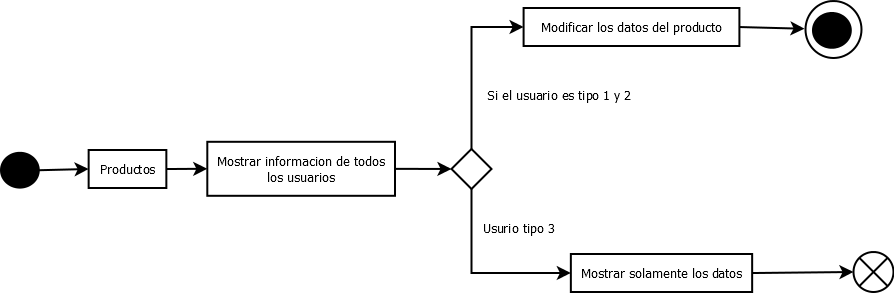 Modificar los datos del producto
Si el usuario es tipo 1 y 2
Productos
Mostrar informacion de todos
los usuarios
Usurio tipo 3
Mostrar solamente los datos